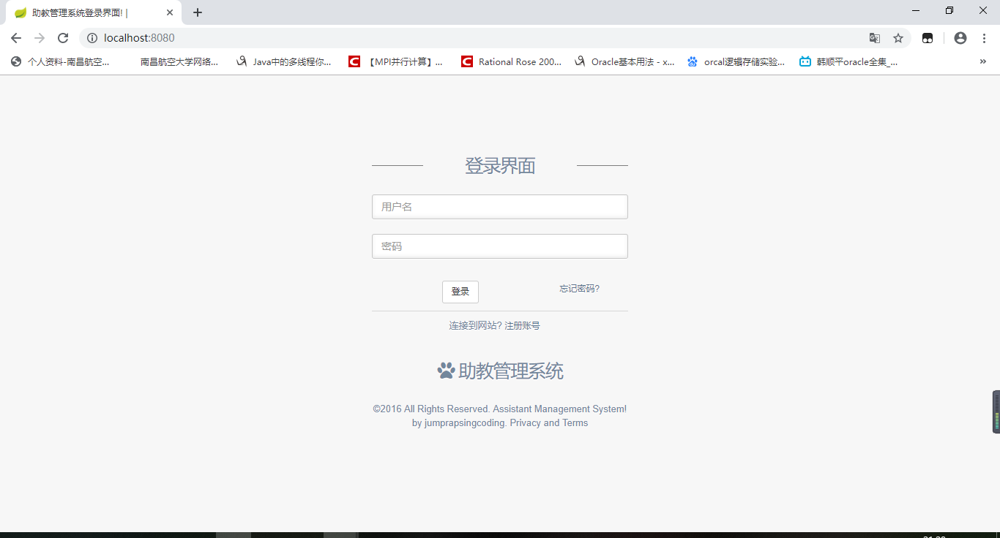 助教管理系统登录界面! |
localhost:8080
个人资料-南昌航空...
南昌航空大学网络...
Java中的多线程你...
【MPI并行计算】...
Rational Rose 200...
Oracle基本用法 - x...
orcal逻辑存储实验...
韩顺平oracle全集_...
登录界面
用户名
密码
登录
忘记密码?
连接到网站? 注册账号
助教管理系统
©2016 All Rights Reserved. Assistant Management System!
by jumprapsingcoding. Privacy and Terms